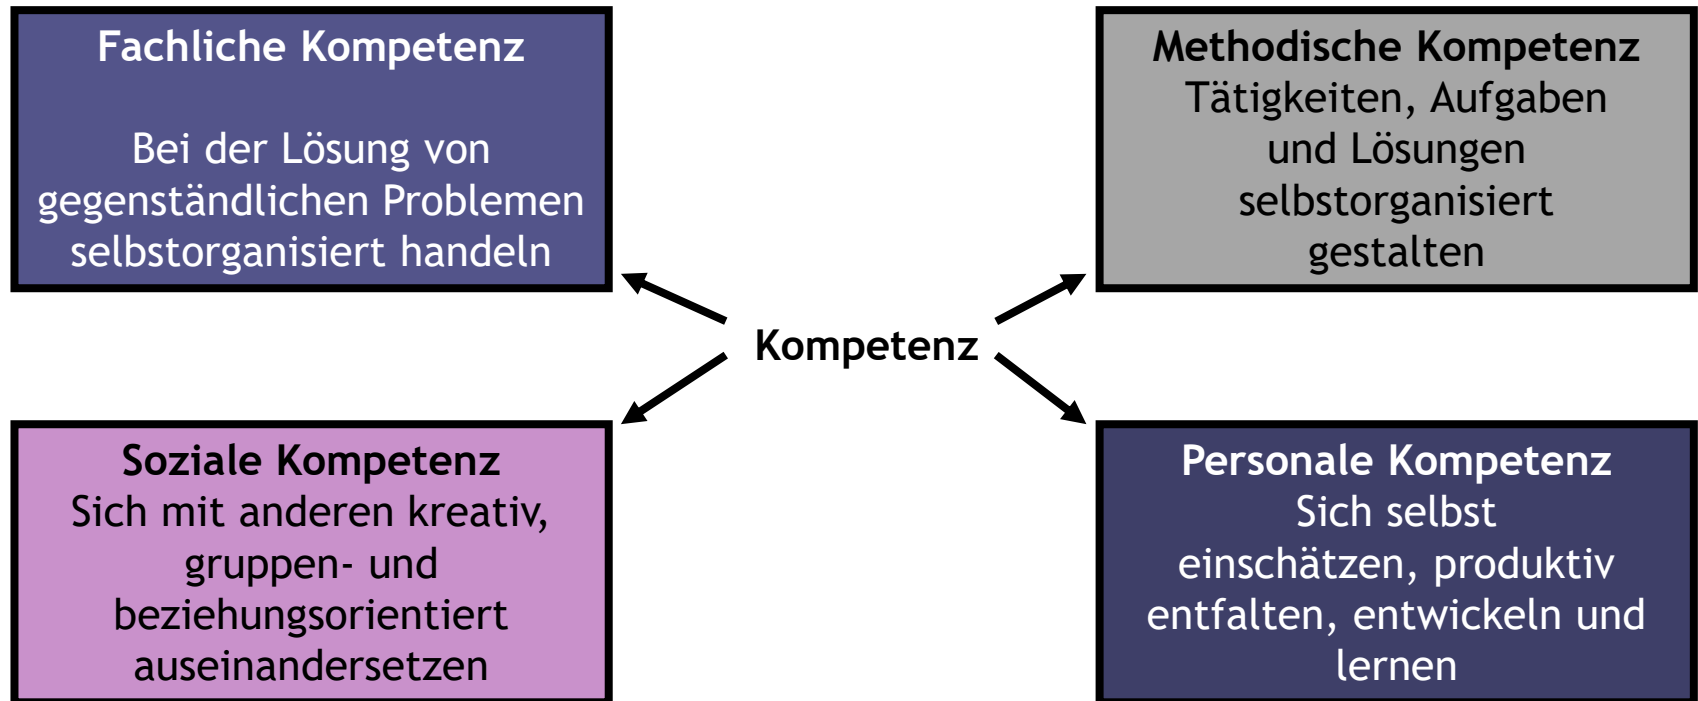 Fachliche Kompetenz
Bei der Lösung von
gegenständlichen Problemen
selbstorganisiert handeln
Methodische Kompetenz
Tätigkeiten, Aufgaben
und Lösungen
selbstorganisiert
gestalten
Kompetenz
Soziale Kompetenz
Sich mit anderen kreativ,
gruppen- und
beziehungsorientiert
auseinandersetzen
Personale Kompetenz
Sich selbst
einschätzen, produktiv
entfalten, entwickeln und
lernen